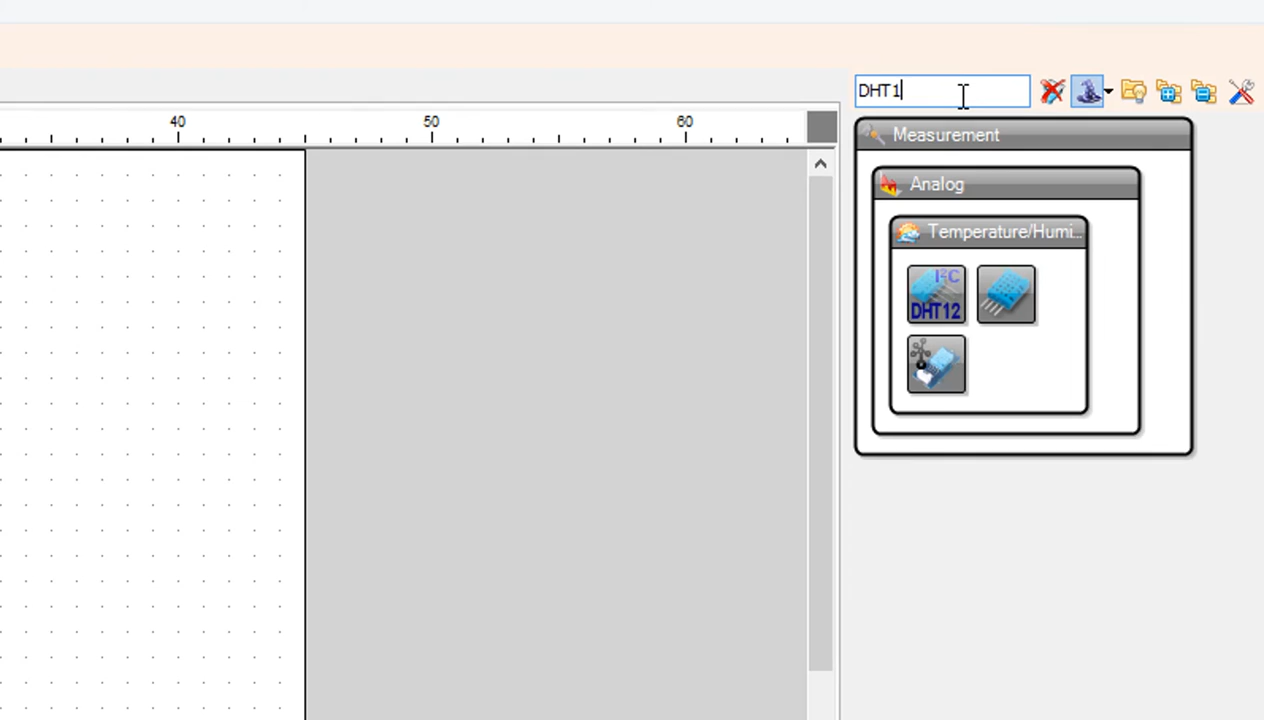 DHT1
40 50 60
Measurement
Analog
Temperature/Humi...
I²C
DHT12